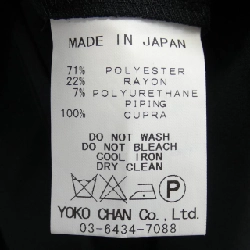 MADE IN JAPAN
71% POLYESTER
22% RAYON
7% POLYURETHANE
PIPING
100% CUPRA
DO NOT WASH
DO NOT BLEACH
COOL IRON
DRY CLEAN
P
YOKO CHAN Co., Ltd.
03-6434-7088